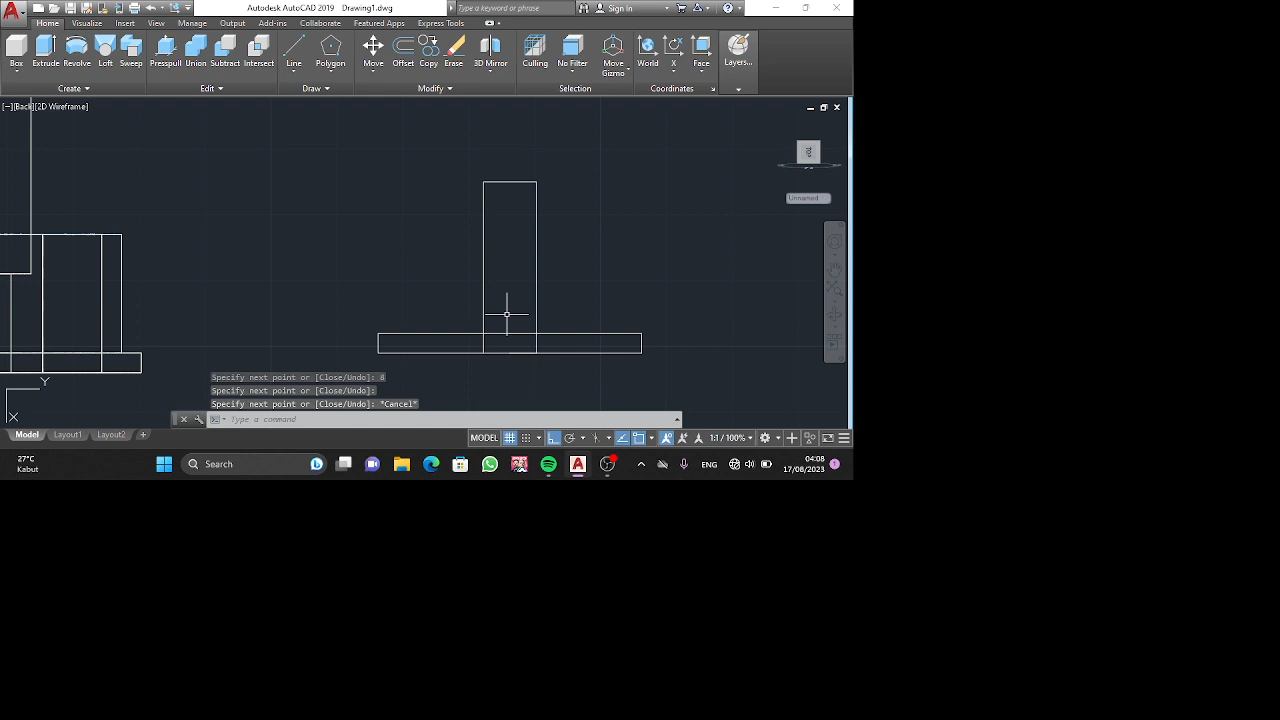 Autodesk AutoCAD 2019 Drawing1.dwg
Type a keyword or phrase
Sign In
Home Visualize Insert View Manage Output Add-ins Collaborate Featured Apps Express Tools
Box Extrude Revolve Loft Sweep Presspull Union Subtract Intersect Line Polygon Move Offset Copy Erase 3D Mirror Culling No Filter Move Gizmo World X Face Layers...
Create Edit Draw Modify Selection Coordinates
[−][Back][2D Wireframe]
TOP
Unnamed
Y
X
Specify next point or [Close/Undo]: 8
Specify next point or [Close/Undo]:
Specify next point or [Close/Undo]: *Cancel*
Type a command
Model Layout1 Layout2 +
MODEL 1:1 / 100%
27°C
Kabut
Search
ENG
04:08
17/08/2023
1